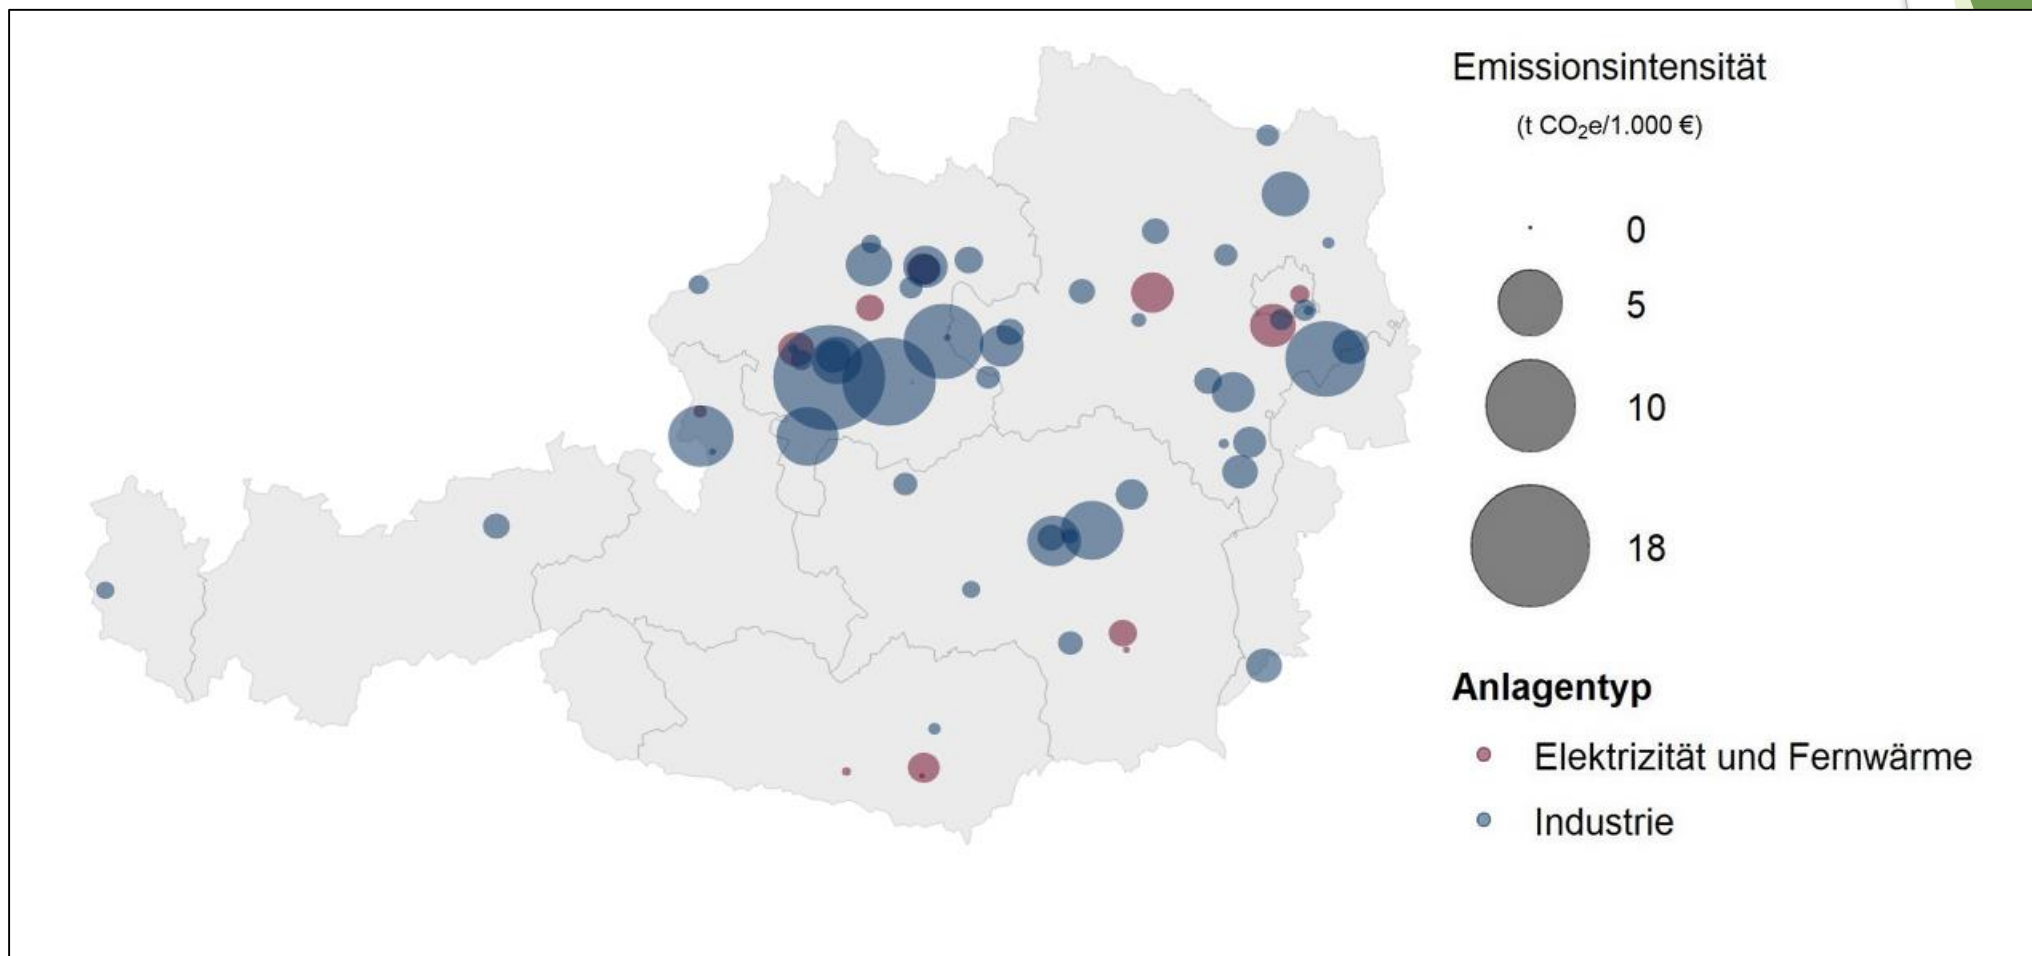 Emissionsintensität
(t CO₂e/1.000 €)
0
5
10
18
Anlagentyp
Elektrizität und Fernwärme
Industrie